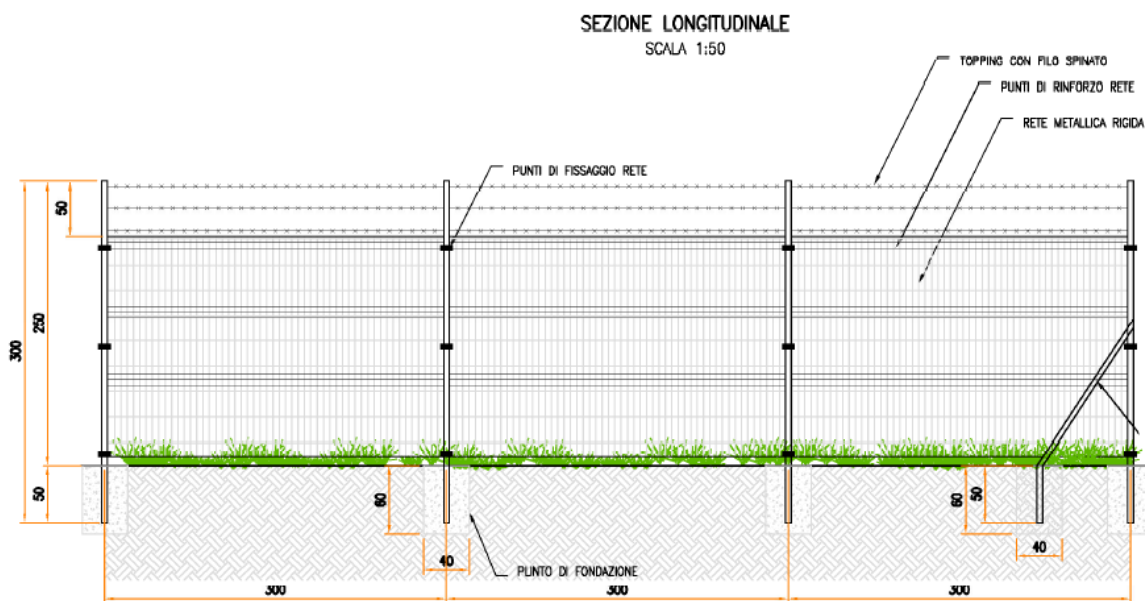 SEZIONE LONGITUDINALE
SCALA 1:50
TOPPING CON FILO SPINATO
PUNTI DI RINFORZO RETE
RETE METALLICA RIGIDA
PUNTI DI FISSAGGIO RETE
50
250
300
50
60
40
60
50
40
PUNTO DI FONDAZIONE
300
300
300